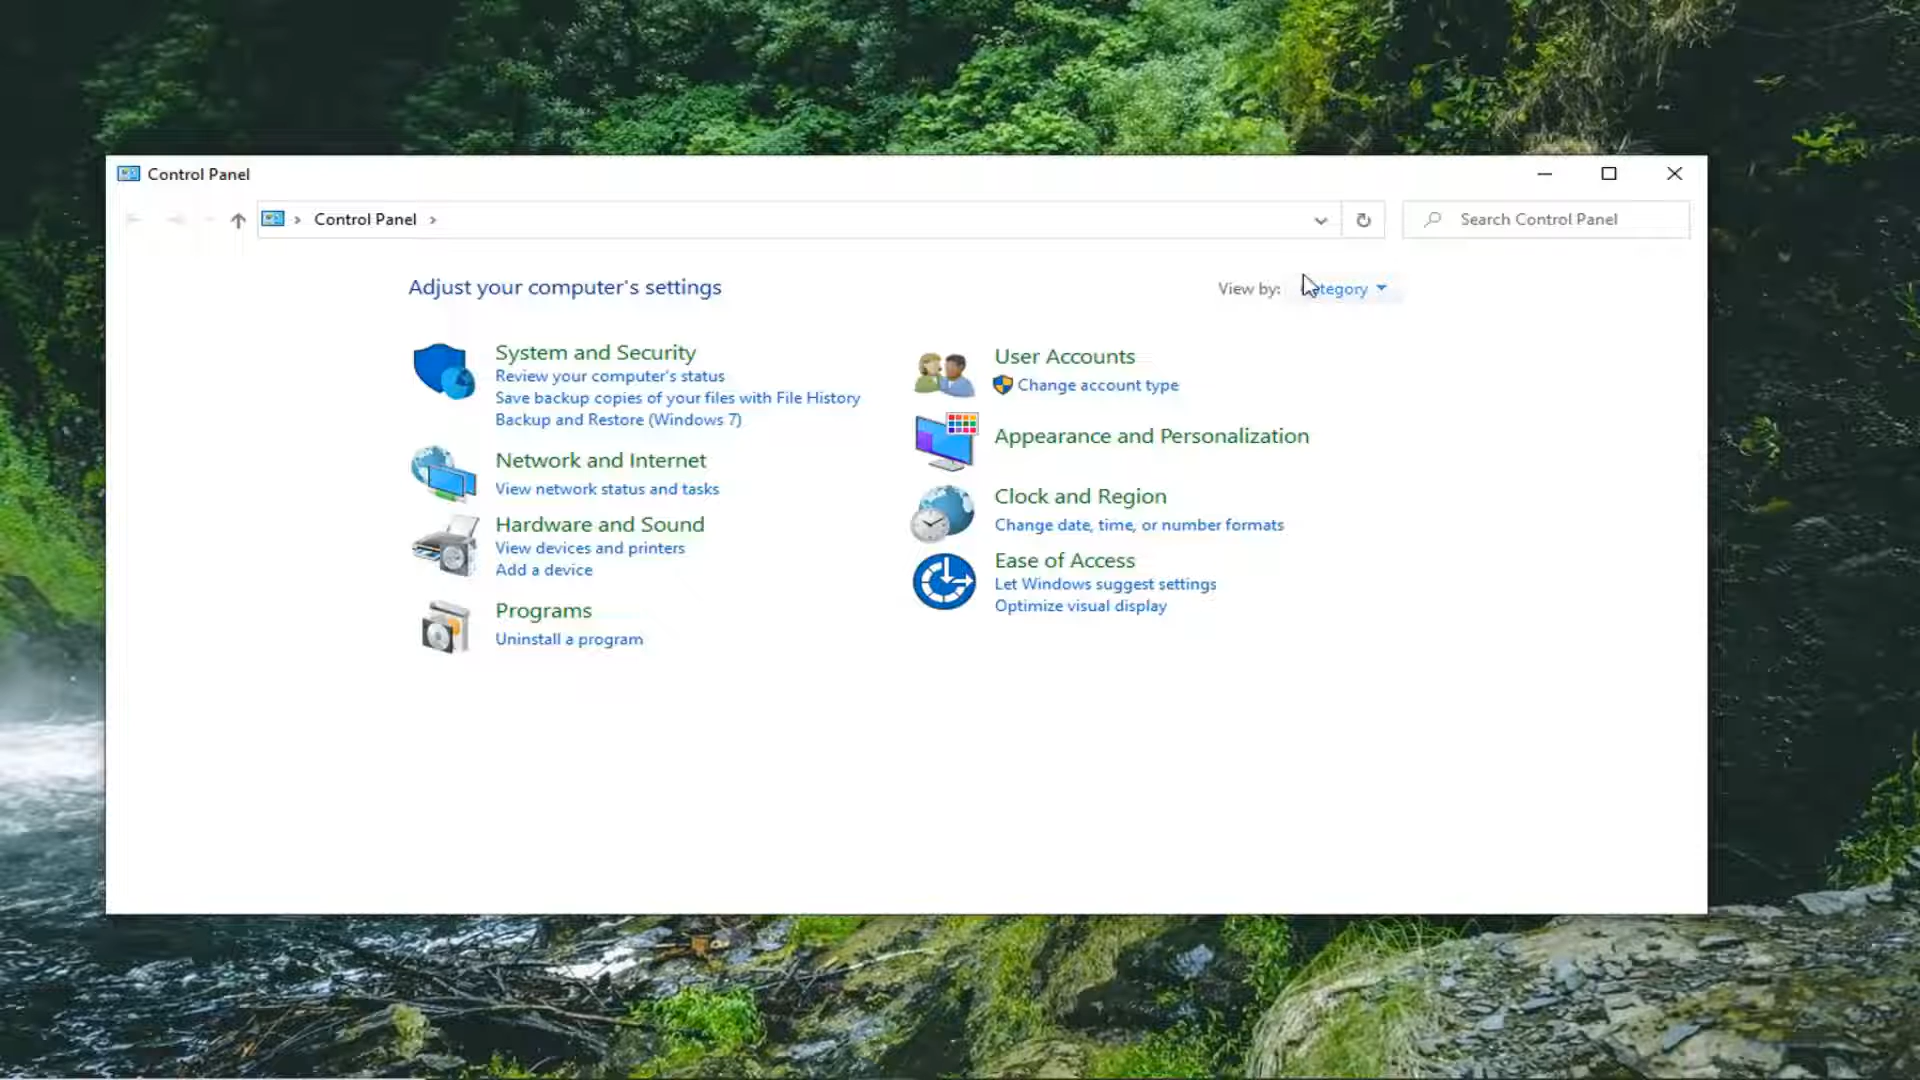 Control Panel
Control Panel
Search Control Panel
Adjust your computer's settings
View by:
System and Security
Review your computer's status
Save backup copies of your files with File History
Backup and Restore (Windows 7)
Network and Internet
View network status and tasks
Hardware and Sound
View devices and printers
Add a device
Programs
Uninstall a program
User Accounts
Change account type
Appearance and Personalization
Clock and Region
Change date, time, or number formats
Ease of Access
Let Windows suggest settings
Optimize visual display